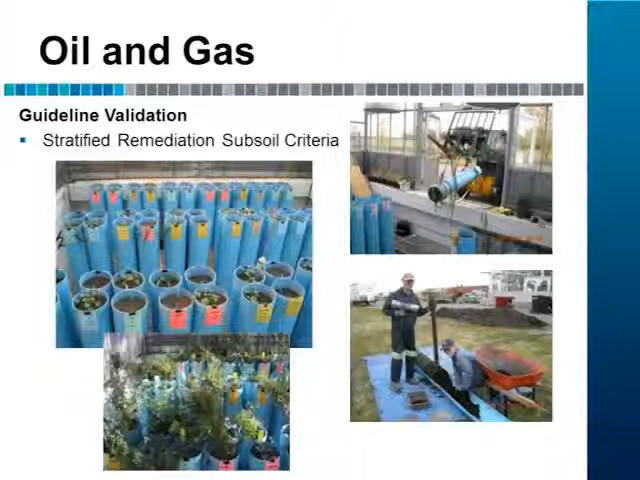 Oil and Gas
Guideline Validation
Stratified Remediation Subsoil Criteria